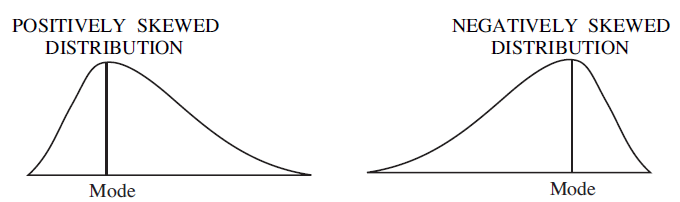 POSITIVELY SKEWED
DISTRIBUTION
Mode
NEGATIVELY SKEWED
DISTRIBUTION
Mode